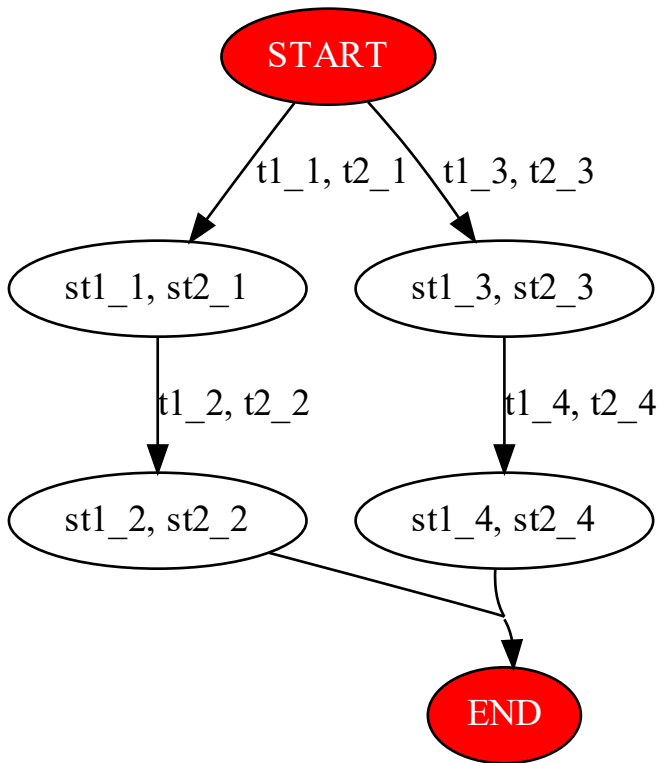 START
t1_1, t2_1
t1_3, t2_3
st1_1, st2_1
st1_3, st2_3
t1_2, t2_2
t1_4, t2_4
st1_2, st2_2
st1_4, st2_4
END